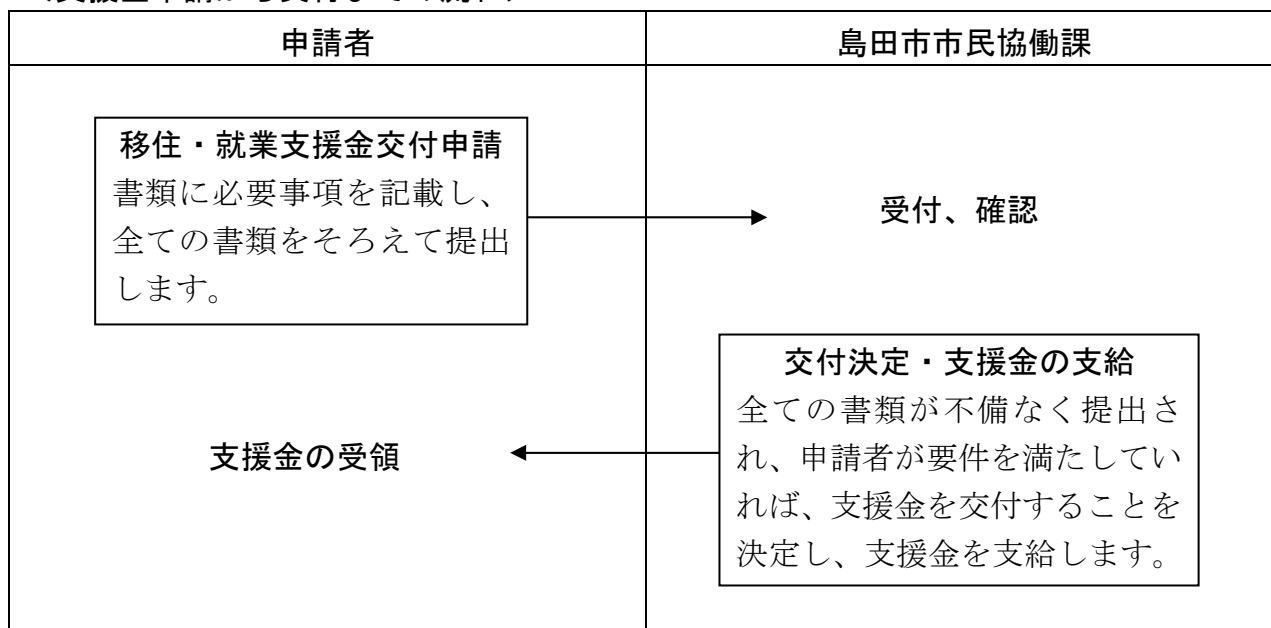 申請者
島田市市民協働課
移住・就業支援金交付申請
書類に必要事項を記載し、
全ての書類をそろえて提出
します。
受付、確認
交付決定・支援金の支給
全ての書類が不備なく提出さ
れ、申請者が要件を満たしてい
れば、支援金を交付することを
決定し、支援金を支給します。
支援金の受領